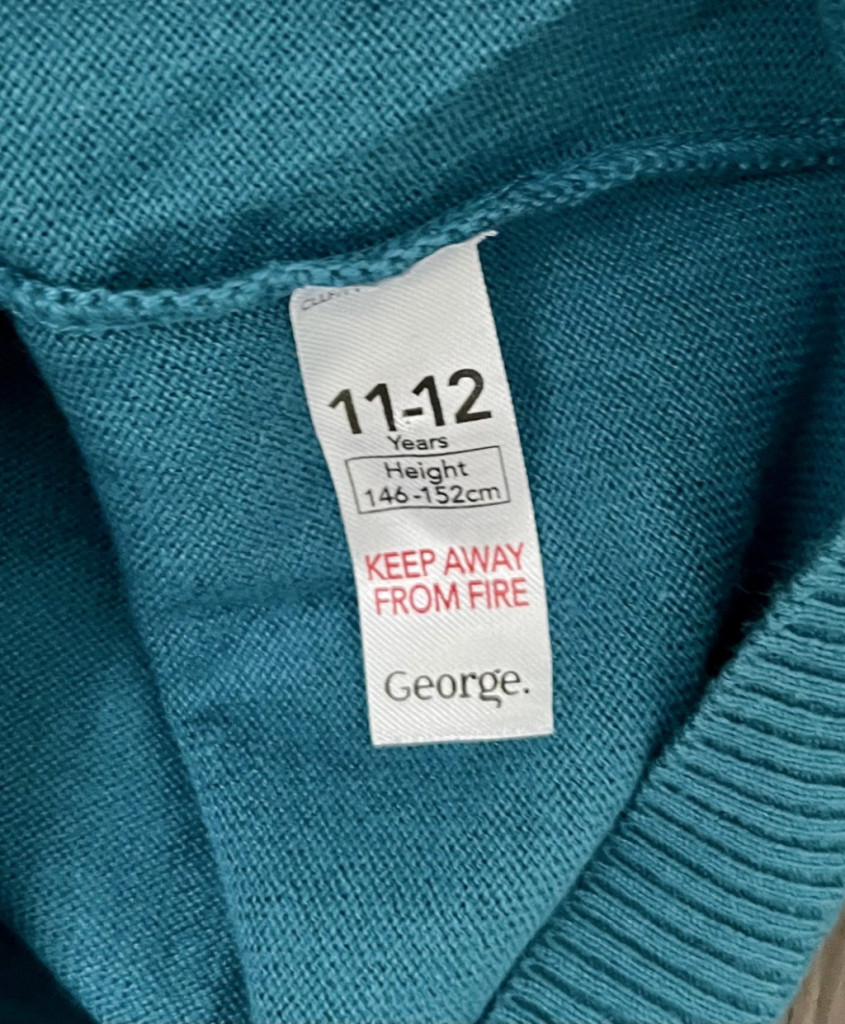 11-12
Years
Height
146-152cm
KEEP AWAY
FROM FIRE
George.